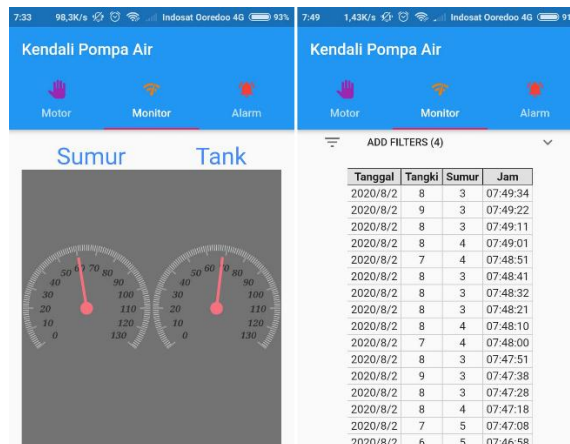 7:33 98,3K/s Indosat Ooredoo 4G 93%
Kendali Pompa Air
Motor Monitor Alarm
Sumur Tank
0 10 20 30 40 50 60 70 80 90 100 110 120 130
0 10 20 30 40 50 60 70 80 90 100 110 120 130
7:49 1,43K/s Indosat Ooredoo 4G 91
Kendali Pompa Air
Motor Monitor Alarm
ADD FILTERS (4)
Tanggal Tangki Sumur Jam
2020/8/2 8 3 07:49:34
2020/8/2 9 3 07:49:22
2020/8/2 8 3 07:49:11
2020/8/2 8 4 07:49:01
2020/8/2 7 4 07:48:51
2020/8/2 8 3 07:48:41
2020/8/2 8 3 07:48:32
2020/8/2 8 3 07:48:21
2020/8/2 8 4 07:48:10
2020/8/2 7 4 07:48:00
2020/8/2 8 3 07:47:51
2020/8/2 9 3 07:47:38
2020/8/2 8 3 07:47:28
2020/8/2 8 4 07:47:18
2020/8/2 7 5 07:47:08
2020/8/2 6 5 07:46:58